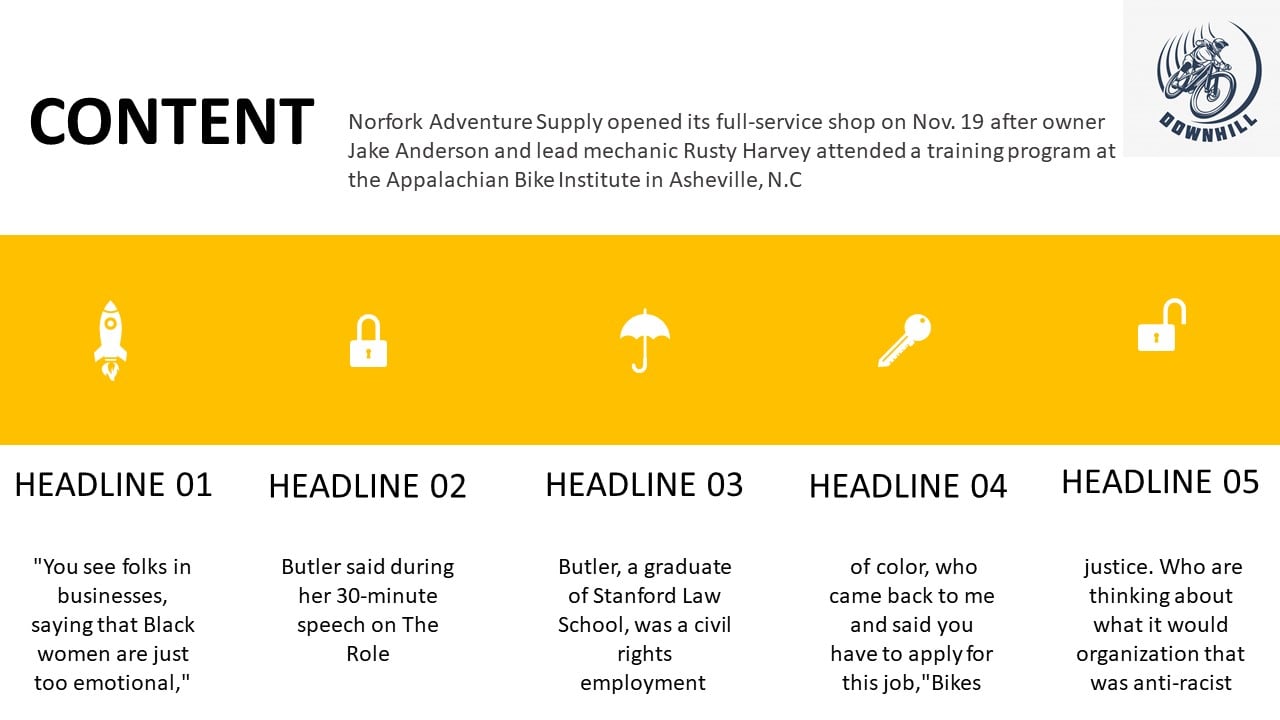 CONTENT
Norfork Adventure Supply opened its full-service shop on Nov. 19 after owner
Jake Anderson and lead mechanic Rusty Harvey attended a training program at
the Appalachian Bike Institute in Asheville, N.C
DOWNHILL
HEADLINE 01
"You see folks in
businesses,
saying that Black
women are just
too emotional,"
HEADLINE 02
Butler said during
her 30-minute
speech on The
Role
HEADLINE 03
Butler, a graduate
of Stanford Law
School, was a civil
rights
employment
HEADLINE 04
of color, who
came back to me
and said you
have to apply for
this job,"Bikes
HEADLINE 05
justice. Who are
thinking about
what it would
organization that
was anti-racist